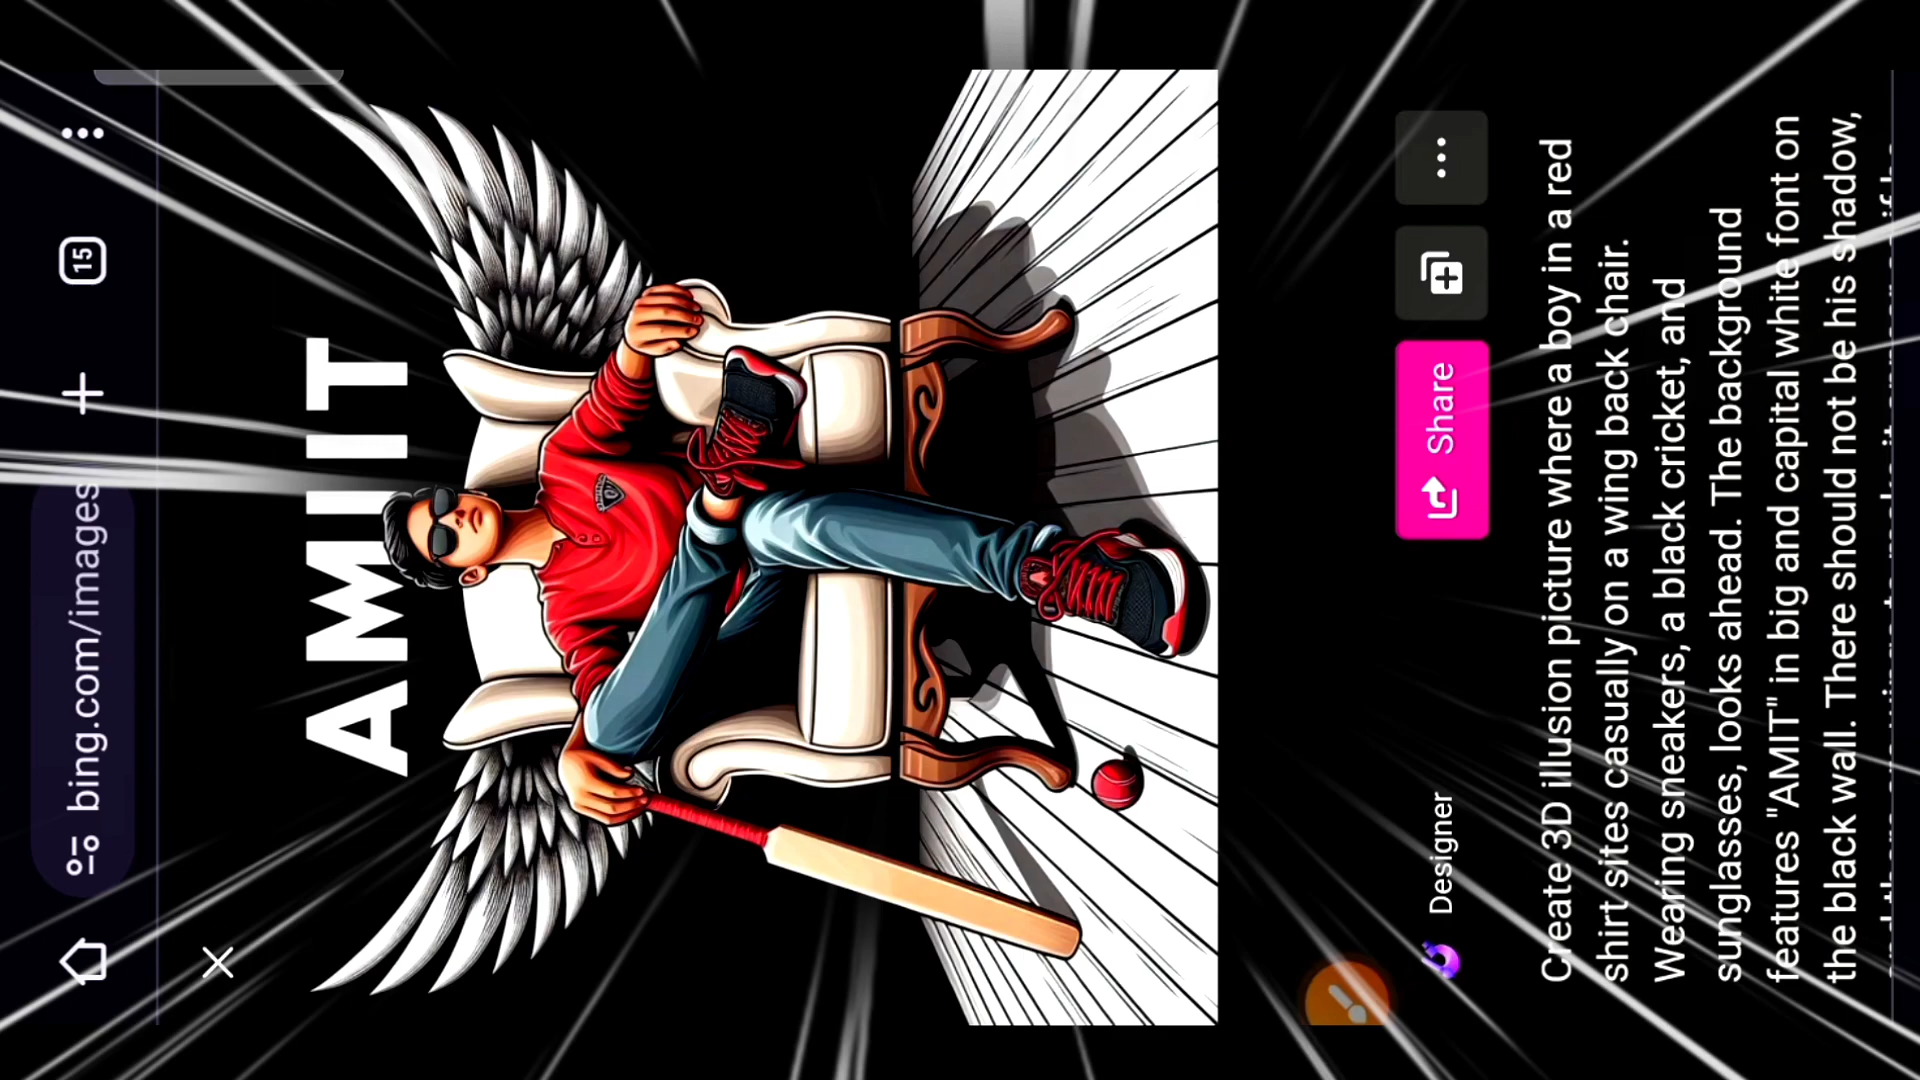 bing.com/images
15
AMIT
Designer
Share
Create 3D illusion picture where a boy in a red
shirt sites casually on a wing back chair.
Wearing sneakers, a black cricket, and
sunglasses, looks ahead. The background
features "AMIT" in big and capital white font on
the black wall. There should not be his shadow,